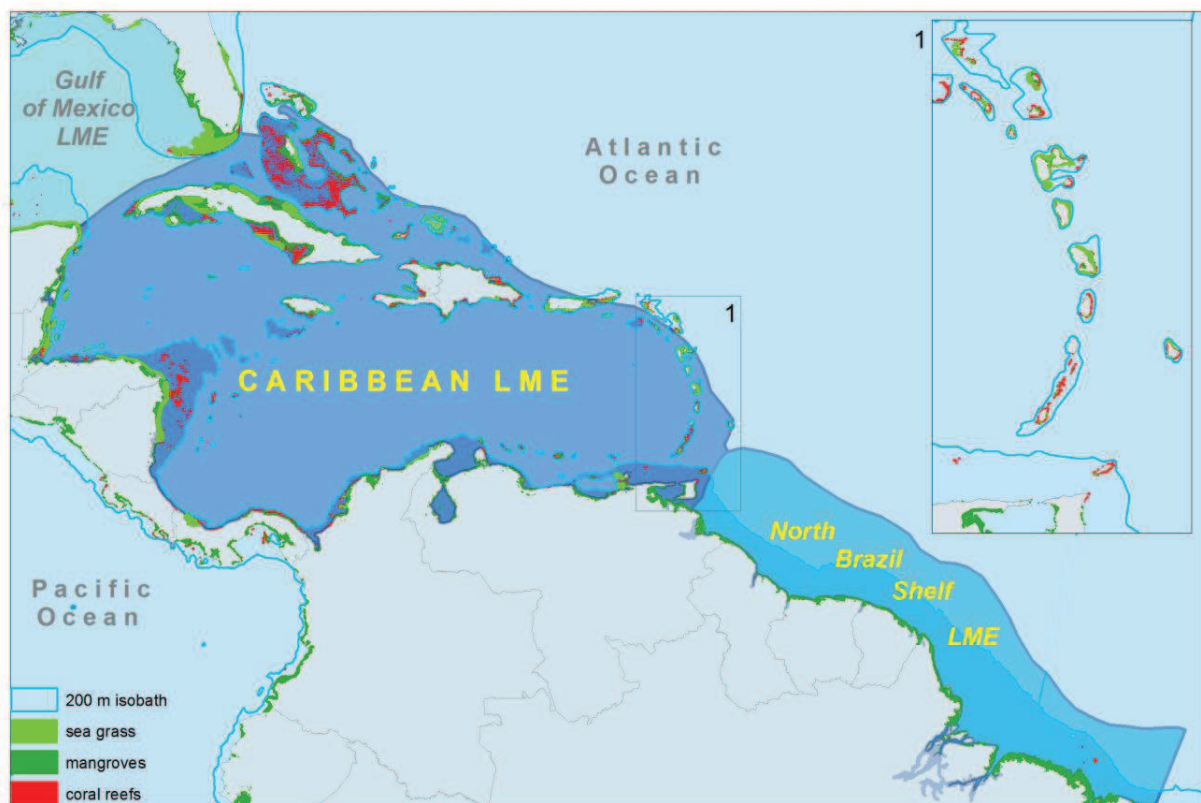 Gulf
of Mexico
LME
Atlantic
Ocean
1
1
CARIBBEAN LME
North
Brazil
Shelf
LME
Pacific
Ocean
200 m isobath
sea grass
mangroves
coral reefs